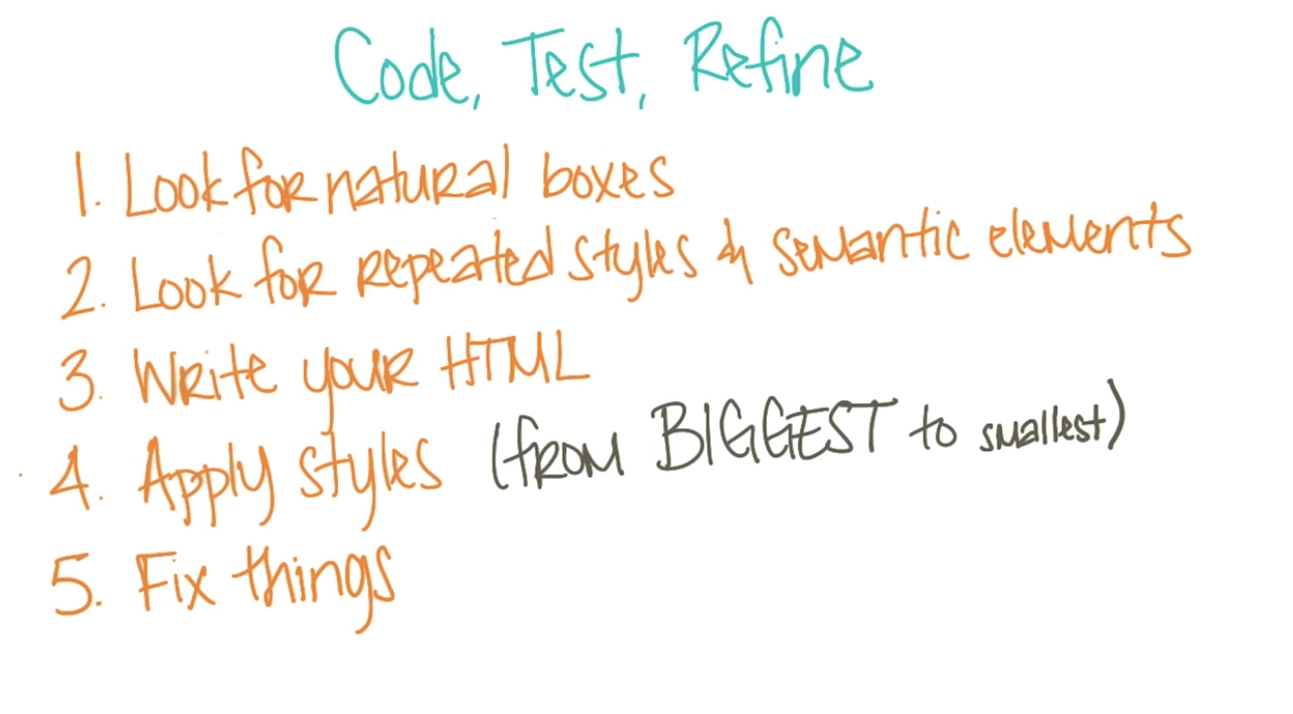 Code, Test, Refine
1. Look for natural boxes
2. Look for repeated styles & semantic elements
3. Write your HTML
4. Apply styles (from BIGGEST to smallest)
5. Fix things